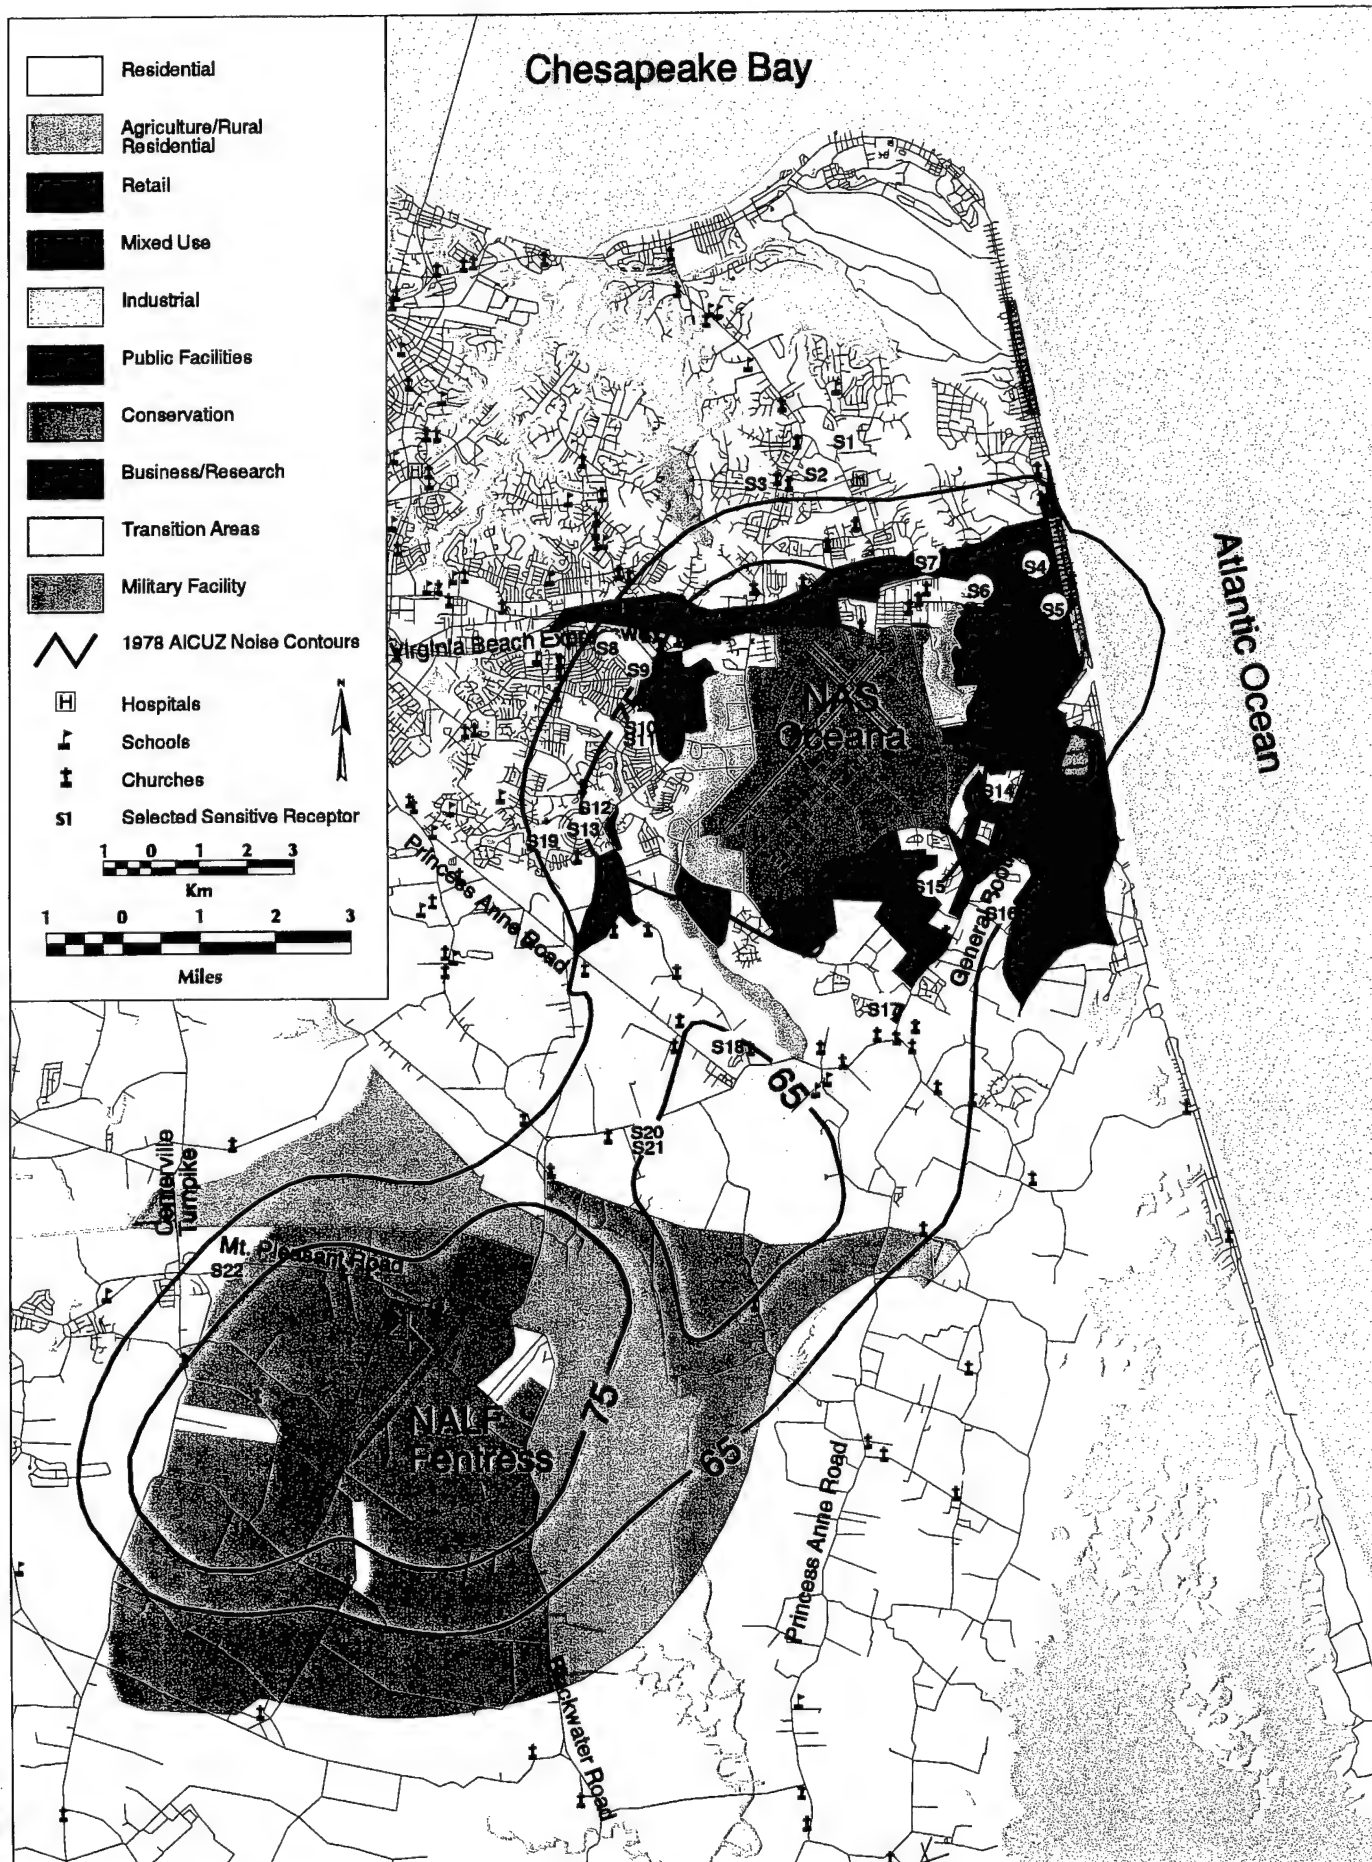 Chesapeake Bay
Residential
Agriculture/Rural
Residential
Retail
Mixed Use
Industrial
Public Facilities
Conservation
Business/Research
Transition Areas
Military Facility
1978 AICUZ Noise Contours
N
H
Hospitals
Schools
Churches
S1
Selected Sensitive Receptor
1 0 1 2 3
Km
1 0 1 2 3
Miles
Atlantic Ocean
S1
S2
S3
H
H
S4
S5
S6
S7
Virginia Beach
S8
S9
S10
S11
NAS
Oceana
S12
S13
S14
H
S19
S15
S16
Princess Anne Road
General
S17
S18
65
S20
S21
Centerville
Turnpike
Mt. Pleasant Road
S22
75
NALF
Fentress
65
Princess Anne Road
Blackwater Road